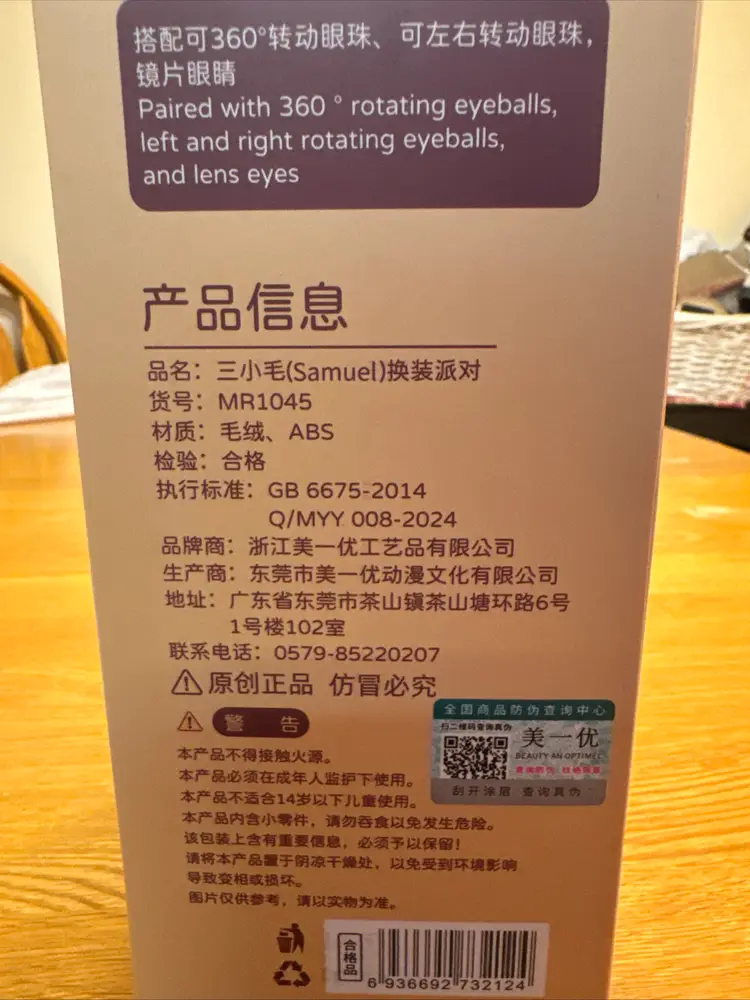 搭配可360°转动眼珠、可左右转动眼珠，
镜片眼睛
Paired with 360 ° rotating eyeballs,
left and right rotating eyeballs,
and lens eyes
产品信息
品名：三小毛(Samuel)换装派对
货号：MR1045
材质：毛绒、ABS
检验：合格
执行标准：GB 6675-2014
Q/MYY 008-2024
品牌商：浙江美一优工艺品有限公司
生产商：东莞市美一优动漫文化有限公司
地址：广东省东莞市茶山镇茶山塘环路6号
1号楼102室
联系电话：0579-85220207
原创正品 仿冒必究
警 告
本产品不得接触火源。
本产品必须在成年人监护下使用。
本产品不适合14岁以下儿童使用。
本产品内含小零件，请勿吞食以免发生危险。
该包装上含有重要信息，必须予以保留！
请将本产品置于阴凉干燥处，以免受到环境影响
导致变相或损坏。
图片仅供参考，请以实物为准。
全国商品防伪查询中心
扫二维码查询真伪
美一优
BEAUTY AN OPTIMEL
刮开涂层 查询真伪
合格品
6 936692 732124